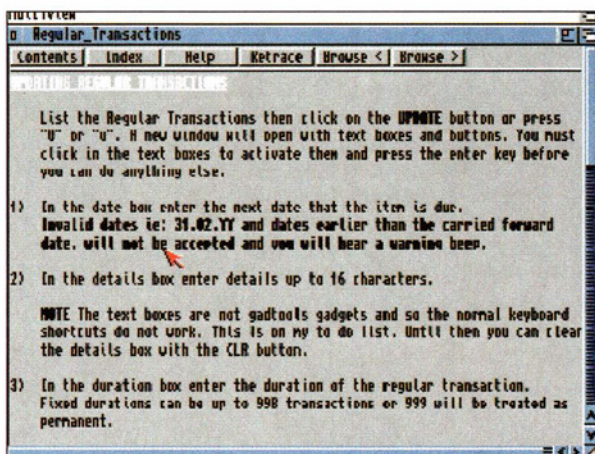 MultiView
Regular_Transactions
Contents Index Help Retrace Browse < Browse >
UPDATING REGULAR TRANSACTIONS
List the Regular Transactions then click on the UPDATE button or press
"U" or "u". A new window will open with text boxes and buttons. You must
click in the text boxes to activate them and press the enter key before
you can do anything else.
1) In the date box enter the next date that the item is due.
Invalid dates ie: 31.02.YY and dates earlier than the carried forward
date, will not be accepted and you will hear a warning beep.
2) In the details box enter details up to 16 characters.
NOTE The text boxes are not gadtools gadgets and so the normal keyboard
shortcuts do not work. This is on my to do list. Until then you can clear
the details box with the CLR button.
3) In the duration box enter the duration of the regular transaction.
Fixed durations can be up to 998 transactions or 999 will be treated as
permanent.